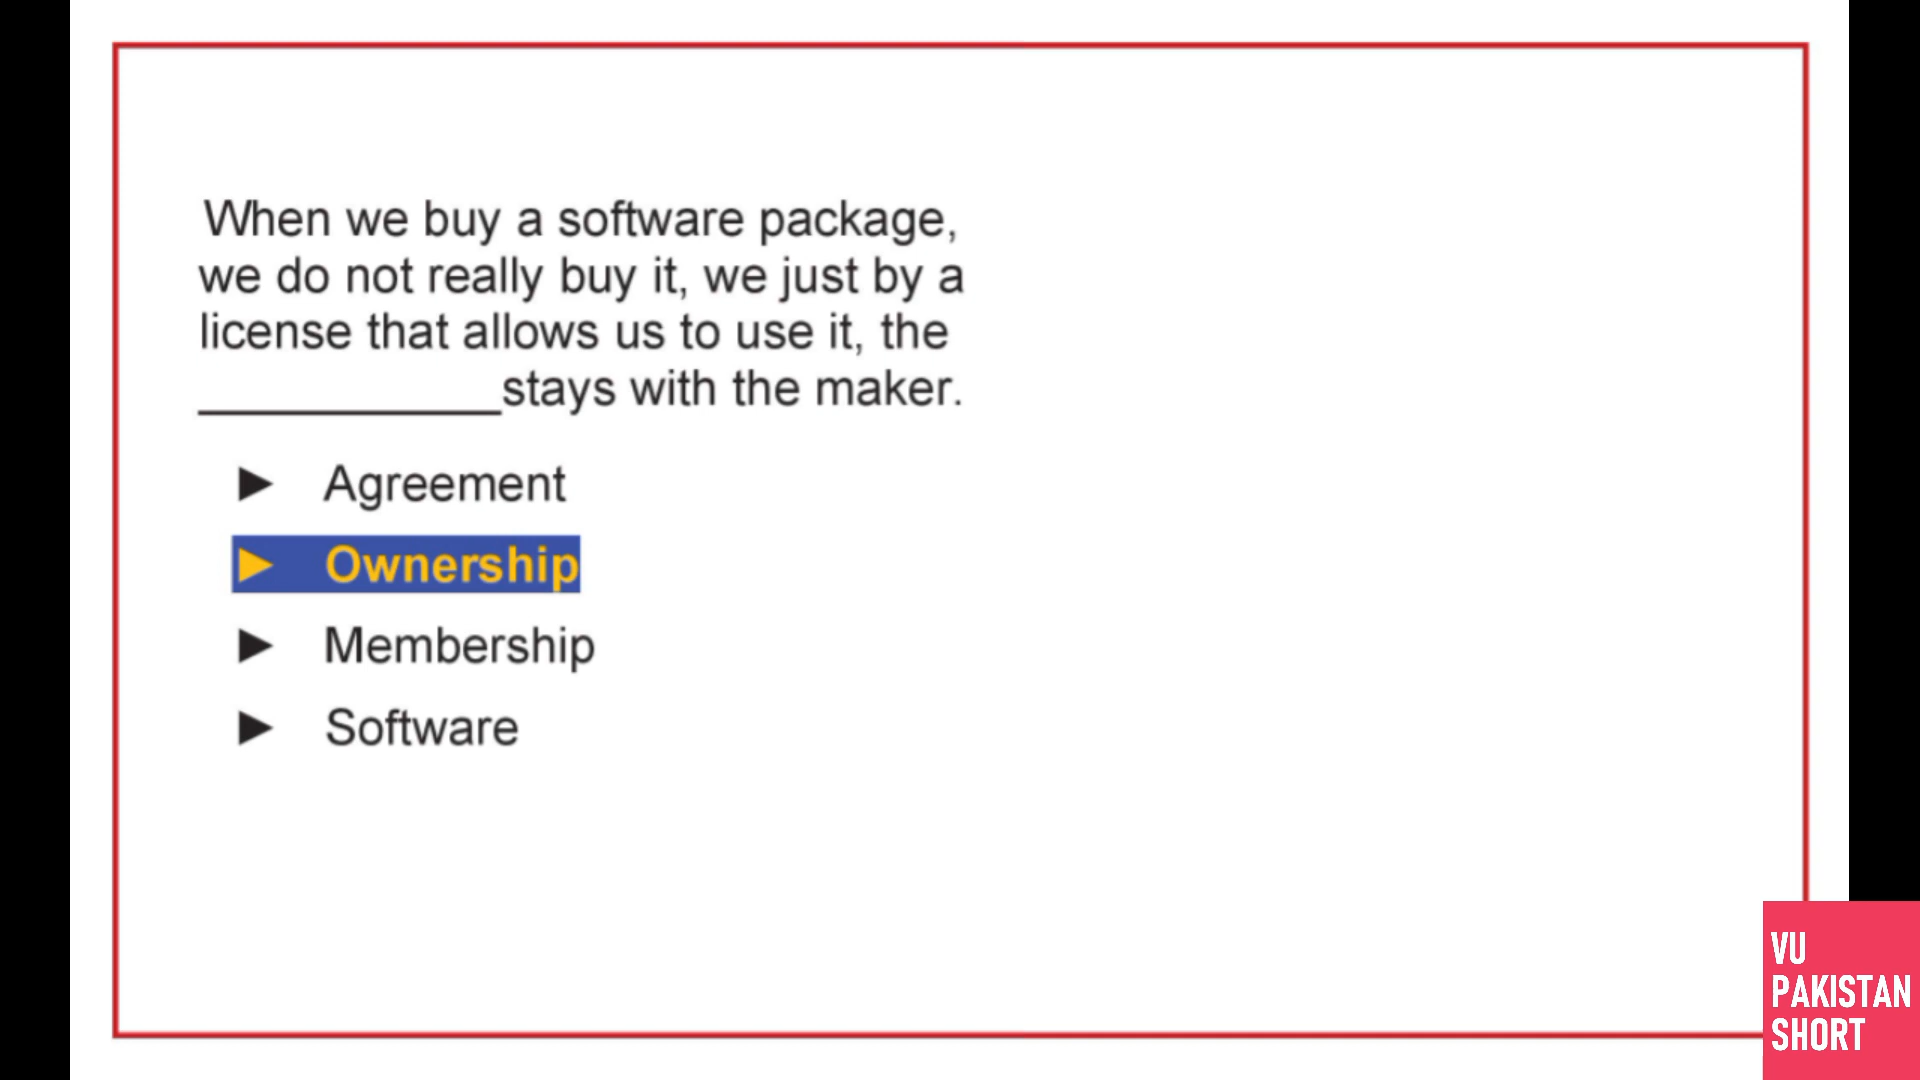 When we buy a software package,
we do not really buy it, we just by a
license that allows us to use it, the
____________stays with the maker.
► Agreement
► Ownership
► Membership
► Software
VU
PAKISTAN
SHORT